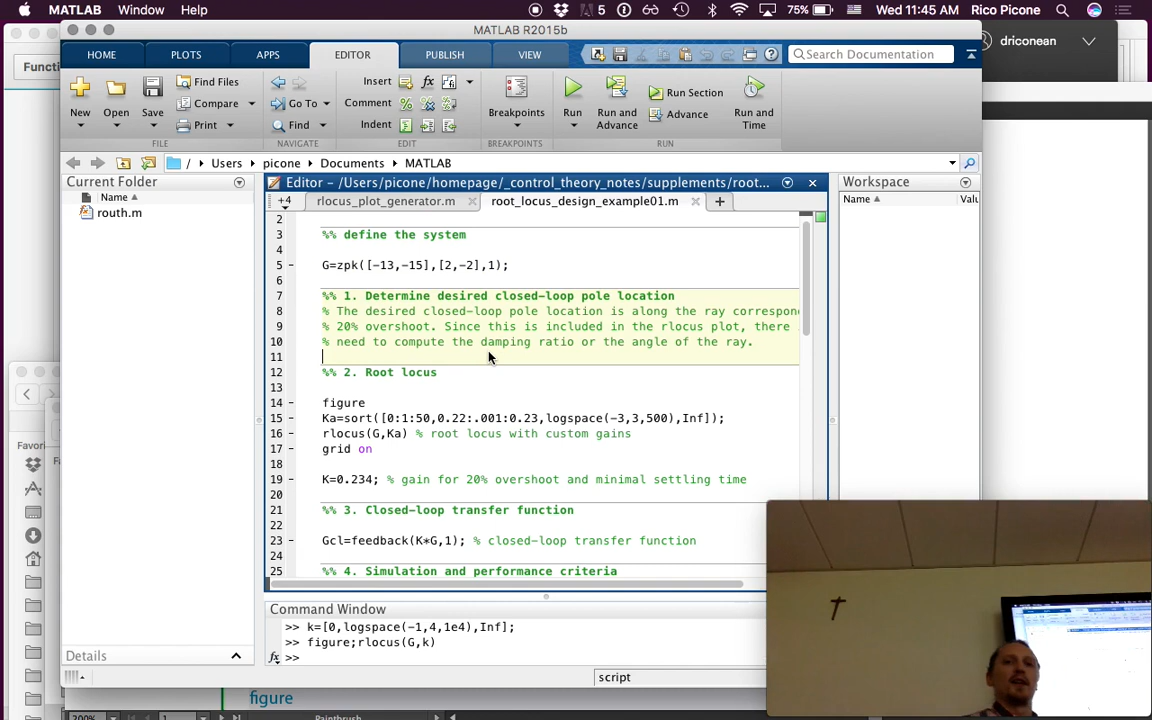 MATLAB Window Help
5 75% Wed 11:45 AM Rico Picone
MATLAB R2015b
driconean
Functi
HOME PLOTS APPS EDITOR PUBLISH VIEW Search Documentation
New Open Save Find Files Compare Print
Go To Find
Insert fx
Comment % %
Indent
Breakpoints Run Run and Advance Run Section Advance Run and Time
FILE NAVIGATE EDIT BREAKPOINTS RUN
/ Users picone Documents MATLAB
Current Folder
Name
routh.m
Editor - /Users/picone/homepage/_control_theory_notes/supplements/root...
+4 rlocus_plot_generator.m root_locus_design_example01.m
2
3 %% define the system
4
5 - G=zpk([-13,-15],[2,-2],1);
6
7 %% 1. Determine desired closed-loop pole location
8 % The desired closed-loop pole location is along the ray correspon
9 % 20% overshoot. Since this is included in the rlocus plot, there
10 % need to compute the damping ratio or the angle of the ray.
11
12 %% 2. Root locus
13
14 - figure
15 - Ka=sort([0:1:50,0.22:.001:0.23,logspace(-3,3,500),Inf]);
16 - rlocus(G,Ka) % root locus with custom gains
17 - grid on
18
19 - K=0.234; % gain for 20% overshoot and minimal settling time
20
21 %% 3. Closed-loop transfer function
22
23 - Gcl=feedback(K*G,1); % closed-loop transfer function
24
25 %% 4. Simulation and performance criteria
Workspace
Name Valu
Command Window
>> k=[0,logspace(-1,4,1e4),Inf];
>> figure;rlocus(G,k)
fx >>
Details
script
Favori
figure
200% 1 Paintbrush